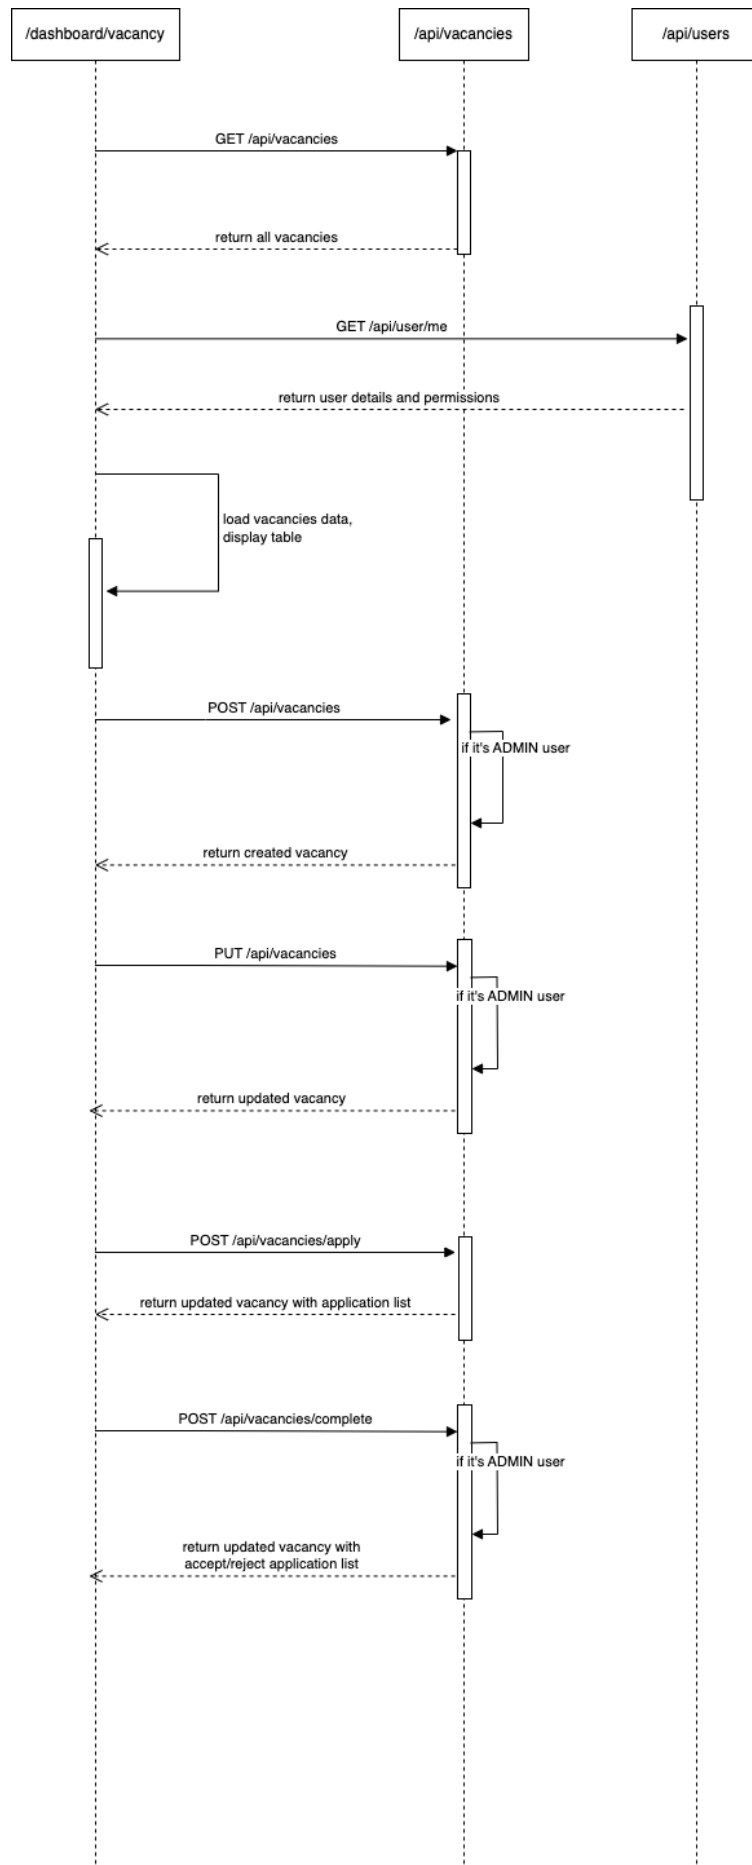 /dashboard/vacancy
/api/vacancies
/api/users
GET /api/vacancies
return all vacancies
GET /api/user/me
return user details and permissions
load vacancies data,
display table
POST /api/vacancies
if it's ADMIN user
return created vacancy
PUT /api/vacancies
if it's ADMIN user
return updated vacancy
POST /api/vacancies/apply
return updated vacancy with application list
POST /api/vacancies/complete
if it's ADMIN user
return updated vacancy with
accept/reject application list